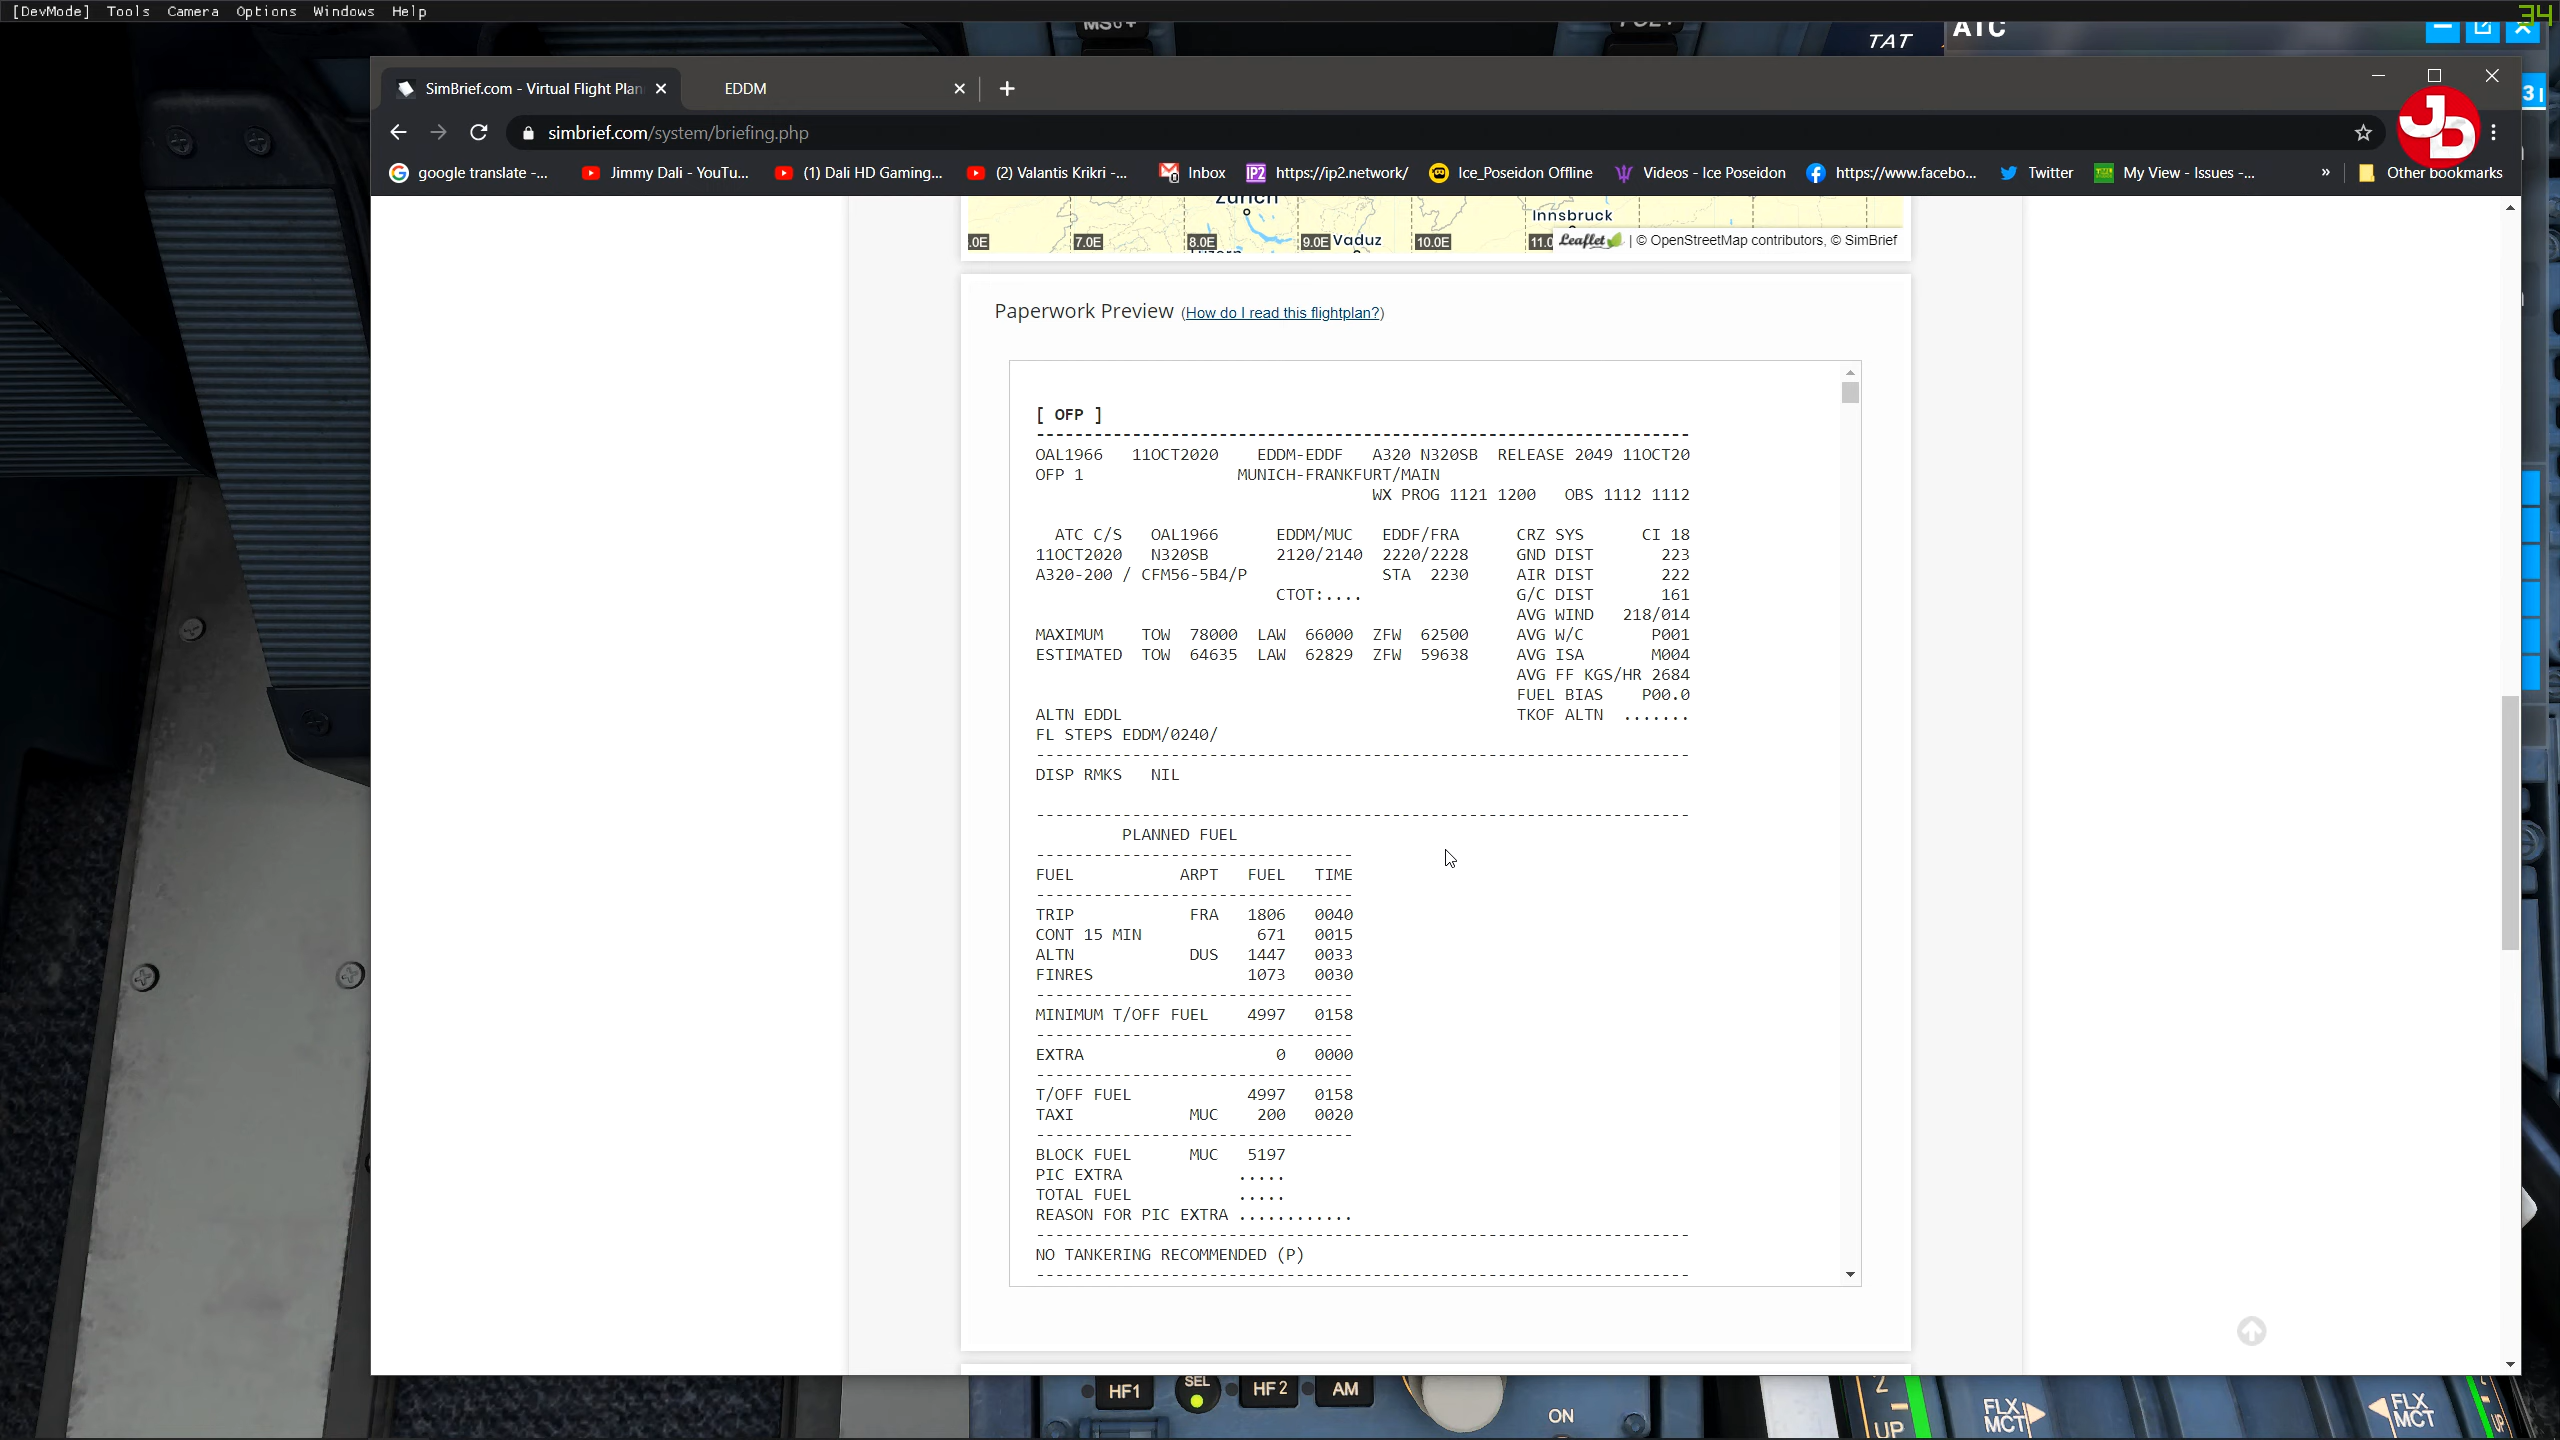 [DevMode] Tools Camera Options Windows Help
34
TAT
ATC
SimBrief.com - Virtual Flight Plan
EDDM
simbrief.com/system/briefing.php
JD
google translate -...
Jimmy Dali - YouTu...
(1) Dali HD Gaming...
(2) Valantis Krikri -...
Inbox
https://ip2.network/
Ice_Poseidon Offline
Videos - Ice Poseidon
https://www.facebo...
Twitter
My View - Issues -...
»
Other bookmarks
Zürich
Innsbruck
.0E 7.0E 8.0E 9.0E Vaduz 10.0E 11.0
Leaflet | © OpenStreetMap contributors, © SimBrief
Paperwork Preview (How do I read this flightplan?)
[ OFP ]
--------------------------------------------------------------------
OAL1966 11OCT2020 EDDM-EDDF A320 N320SB RELEASE 2049 11OCT20
OFP 1 MUNICH-FRANKFURT/MAIN
WX PROG 1121 1200 OBS 1112 1112
ATC C/S OAL1966 EDDM/MUC EDDF/FRA CRZ SYS CI 18
11OCT2020 N320SB 2120/2140 2220/2228 GND DIST 223
A320-200 / CFM56-5B4/P STA 2230 AIR DIST 222
CTOT:.... G/C DIST 161
AVG WIND 218/014
MAXIMUM TOW 78000 LAW 66000 ZFW 62500 AVG W/C P001
ESTIMATED TOW 64635 LAW 62829 ZFW 59638 AVG ISA M004
AVG FF KGS/HR 2684
FUEL BIAS P00.0
ALTN EDDL TKOF ALTN .......
FL STEPS EDDM/0240/
--------------------------------------------------------------------
DISP RMKS NIL
--------------------------------------------------------------------
PLANNED FUEL
---------------------------------
FUEL ARPT FUEL TIME
---------------------------------
TRIP FRA 1806 0040
CONT 15 MIN 671 0015
ALTN DUS 1447 0033
FINRES 1073 0030
---------------------------------
MINIMUM T/OFF FUEL 4997 0158
---------------------------------
EXTRA 0 0000
---------------------------------
T/OFF FUEL 4997 0158
TAXI MUC 200 0020
---------------------------------
BLOCK FUEL MUC 5197
PIC EXTRA .....
TOTAL FUEL .....
REASON FOR PIC EXTRA ............
--------------------------------------------------------------------
NO TANKERING RECOMMENDED (P)
--------------------------------------------------------------------
HF1 SEL HF2 AM
ON
2
UP
FLX
MCT
FLX
MCT
UP